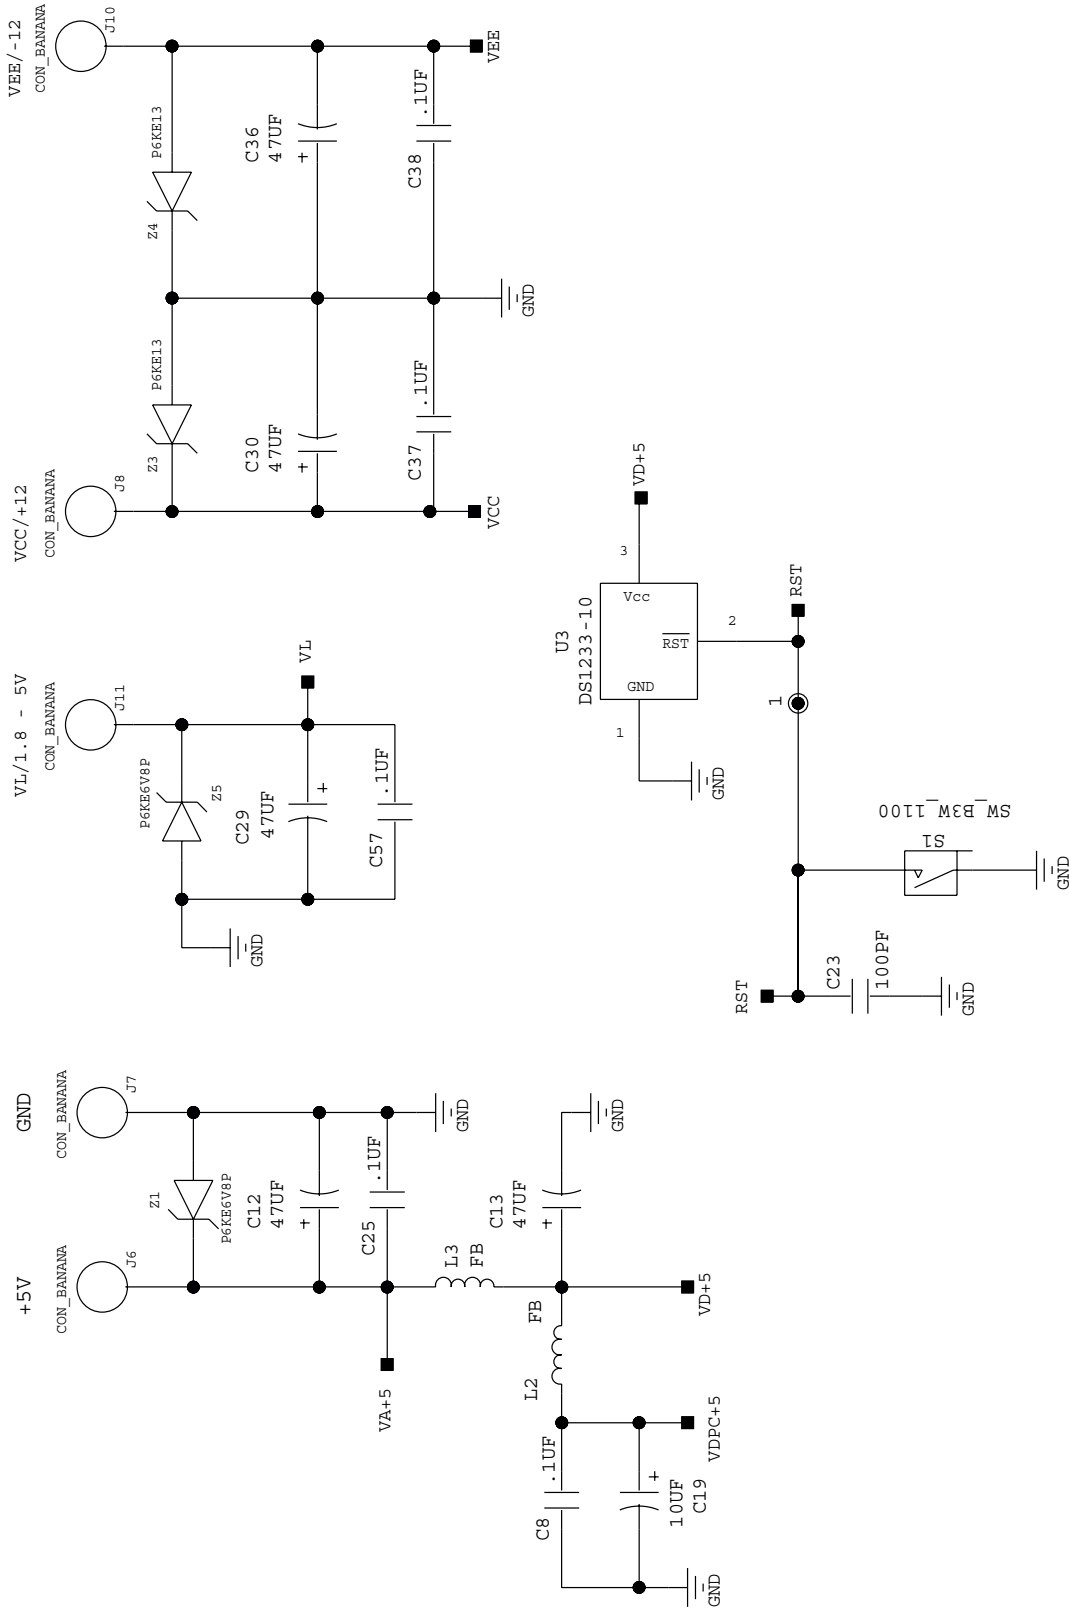 +5V
CON_BANANA
J6
GND
CON_BANANA
J7
Z1
P6KE6V8P
C12
47UF
+
C25
.1UF
GND
VA+5
L3
FB
C13
47UF
+
GND
FB
L2
VD+5
C8
.1UF
+
10UF
C19
VDPC+5
GND
VL/1.8 - 5V
CON_BANANA
J11
P6KE6V8P
Z5
C29
47UF
+
C57
.1UF
VL
GND
VCC/+12
CON_BANANA
J8
VEE/-12
CON_BANANA
J10
Z3
P6KE13
Z4
P6KE13
C30
47UF
+
C36
47UF
+
C37
.1UF
C38
.1UF
VCC
GND
VEE
U3
DS1233-10
Vcc
RST
GND
3
2
1
VD+5
GND
RST
1
RST
C23
100PF
GND
S1
SW_B3W_1100
GND